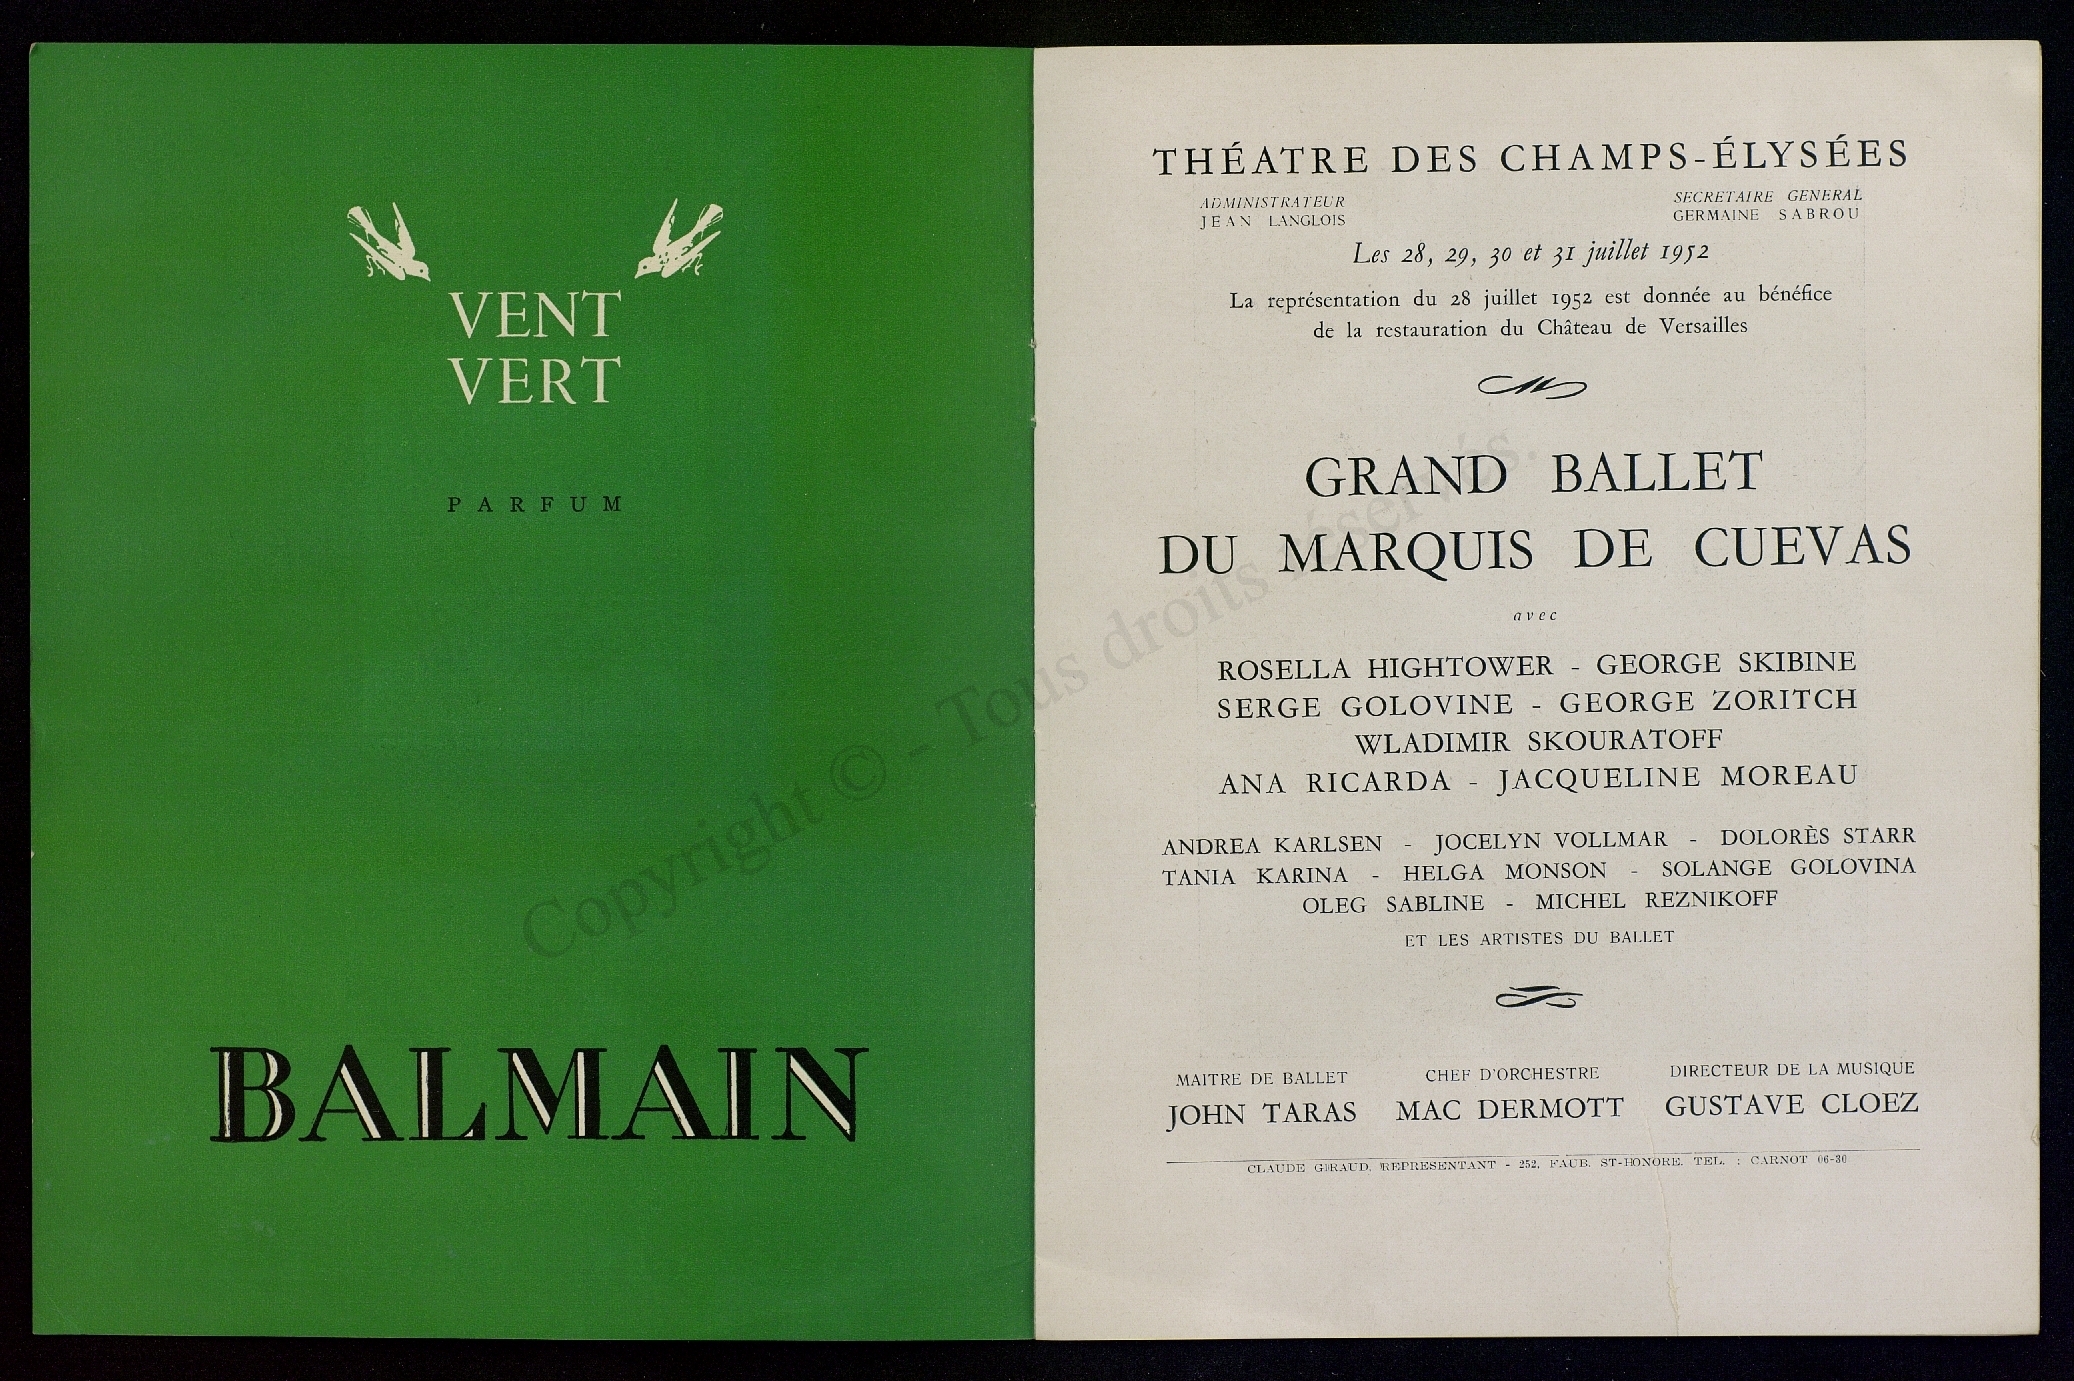 VENT
VERT
PARFUM
BALMAIN
THÉATRE DES CHAMPS-ÉLYSÉES
ADMINISTRATEUR
JEAN LANGLOIS
SECRETAIRE GENERAL
GERMAINE SABROU
Les 28, 29, 30 et 31 juillet 1952
La représentation du 28 juillet 1952 est donnée au bénéfice
de la restauration du Château de Versailles
GRAND BALLET
DU MARQUIS DE CUEVAS
avec
ROSELLA HIGHTOWER - GEORGE SKIBINE
SERGE GOLOVINE - GEORGE ZORITCH
WLADIMIR SKOURATOFF
ANA RICARDA - JACQUELINE MOREAU
ANDREA KARLSEN - JOCELYN VOLLMAR - DOLORÈS STARR
TANIA KARINA - HELGA MONSON - SOLANGE GOLOVINA
OLEG SABLINE - MICHEL REZNIKOFF
ET LES ARTISTES DU BALLET
MAITRE DE BALLET
JOHN TARAS
CHEF D'ORCHESTRE
MAC DERMOTT
DIRECTEUR DE LA MUSIQUE
GUSTAVE CLOEZ
CLAUDE GIRAUD, REPRESENTANT - 252, FAUB. ST-HONORE. TEL. : CARNOT 06-30
Copyright © - Tous droits réservés.